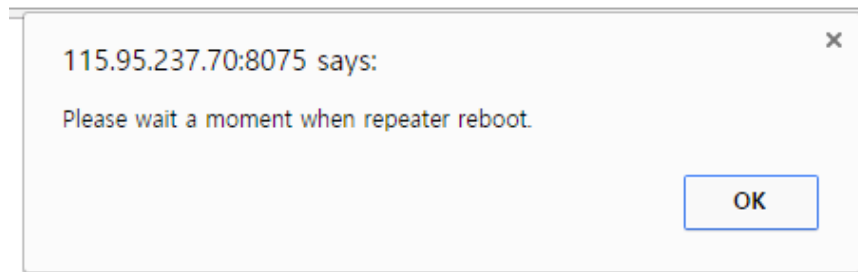 115.95.237.70:8075 says:
Please wait a moment when repeater reboot.
OK